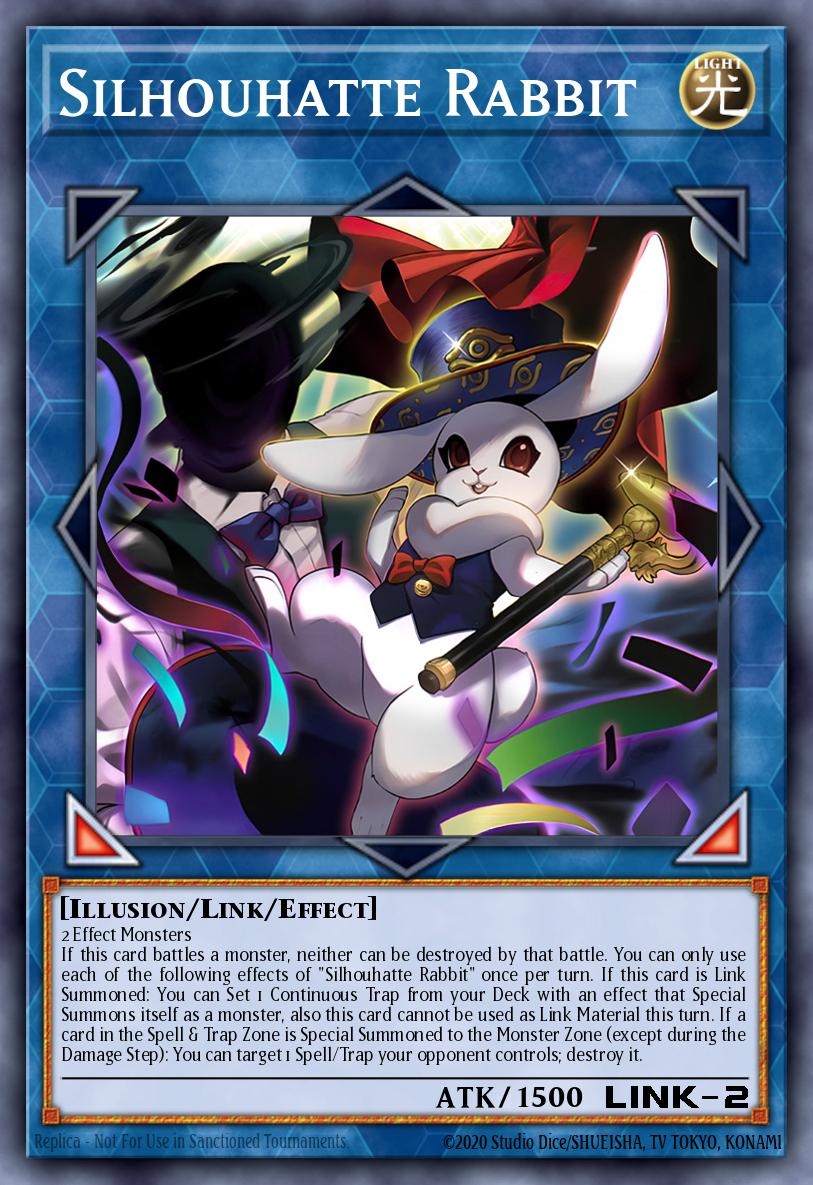 SILHOUHATTE RABBIT
LIGHT
光
[ILLUSION/LINK/EFFECT]
2 Effect Monsters
If this card battles a monster, neither can be destroyed by that battle. You can only use
each of the following effects of "Silhouhatte Rabbit" once per turn. If this card is Link
Summoned: You can Set 1 Continuous Trap from your Deck with an effect that Special
Summons itself as a monster, also this card cannot be used as Link Material this turn. If a
card in the Spell & Trap Zone is Special Summoned to the Monster Zone (except during the
Damage Step): You can target 1 Spell/Trap your opponent controls; destroy it.
ATK/1500 LINK-2
Replica - Not For Use in Sanctioned Tournaments. ©2020 Studio Dice/SHUEISHA, TV TOKYO, KONAMI